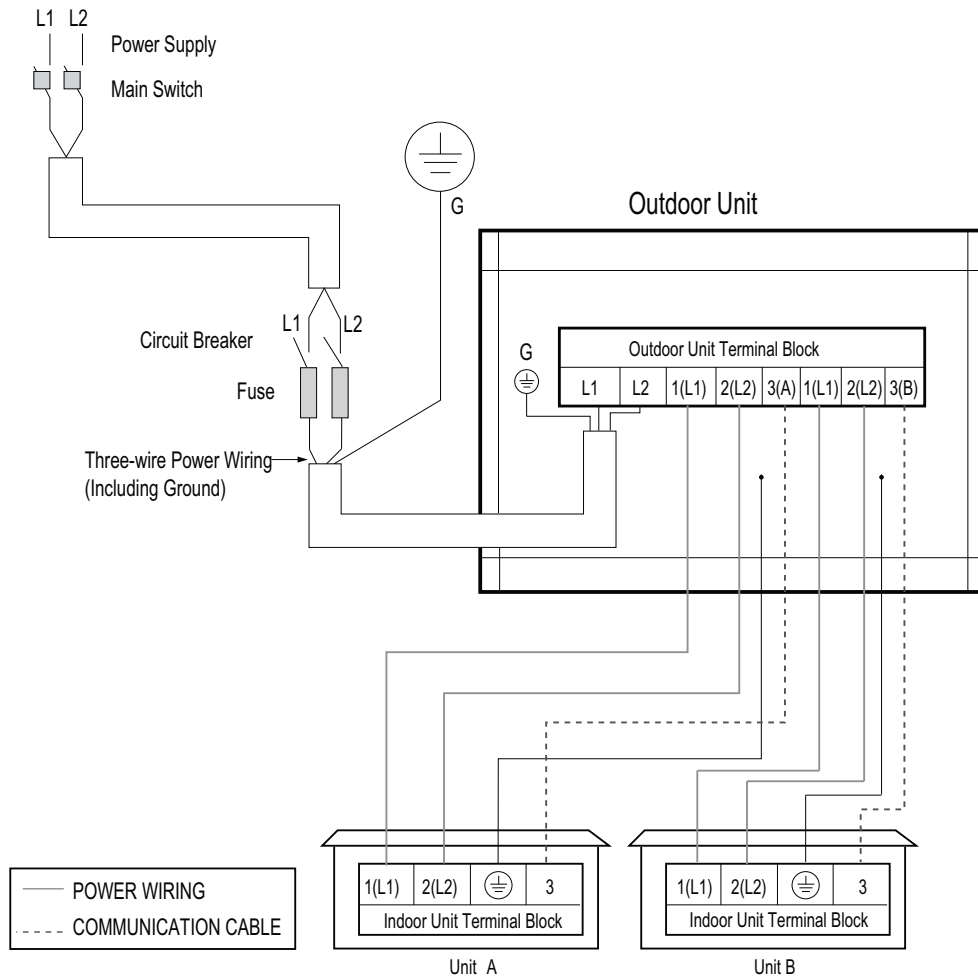 L1 L2
Power Supply
Main Switch
G
Outdoor Unit
Circuit Breaker
L1 L2
Fuse
Three-wire Power Wiring
(Including Ground)
G
Outdoor Unit Terminal Block
L1 L2 1(L1) 2(L2) 3(A) 1(L1) 2(L2) 3(B)
1(L1) 2(L2) 3
Indoor Unit Terminal Block
Unit A
1(L1) 2(L2) 3
Indoor Unit Terminal Block
Unit B
POWER WIRING
COMMUNICATION CABLE